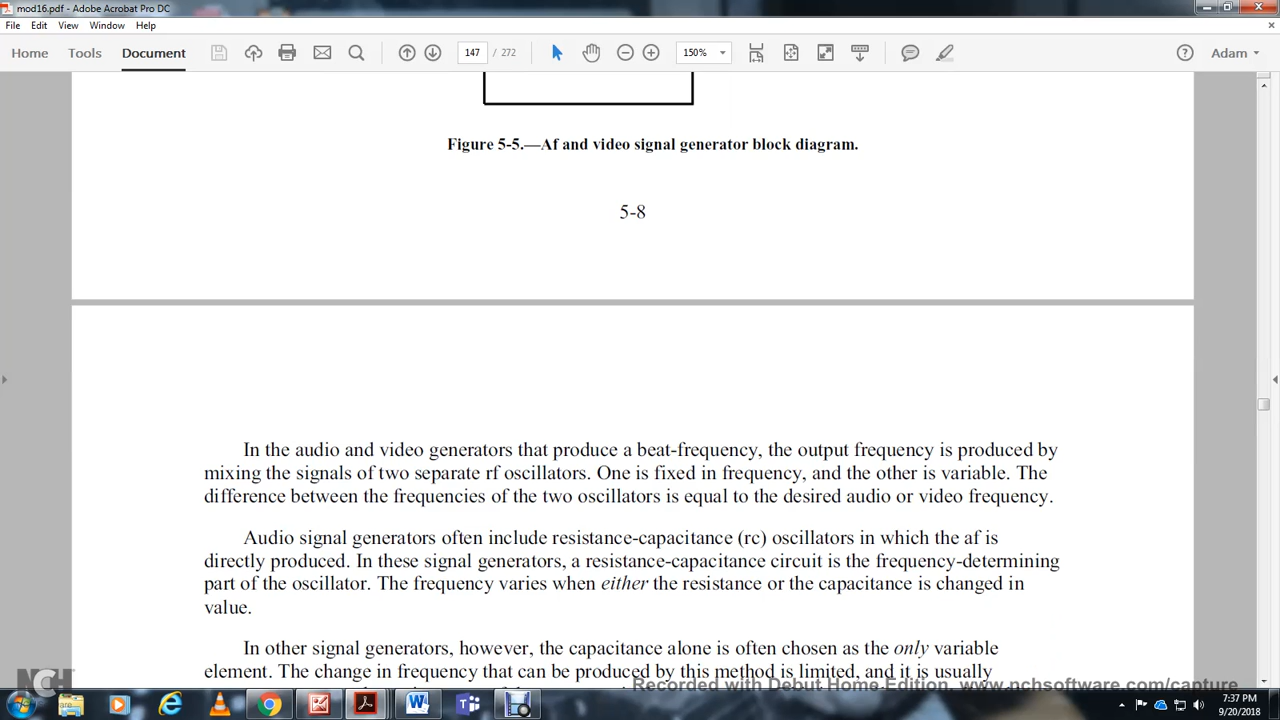 mod16.pdf - Adobe Acrobat Pro DC
File Edit View Window Help
Home Tools Document 147 / 272 150% Adam
Figure 5-5.—Af and video signal generator block diagram.
5-8
In the audio and video generators that produce a beat-frequency, the output frequency is produced by
mixing the signals of two separate rf oscillators. One is fixed in frequency, and the other is variable. The
difference between the frequencies of the two oscillators is equal to the desired audio or video frequency.
Audio signal generators often include resistance-capacitance (rc) oscillators in which the af is
directly produced. In these signal generators, a resistance-capacitance circuit is the frequency-determining
part of the oscillator. The frequency varies when either the resistance or the capacitance is changed in
value.
In other signal generators, however, the capacitance alone is often chosen as the only variable
element. The change in frequency that can be produced by this method is limited, and it is usually
NCH
Recorded with Debut Home Edition. www.nchsoftware.com/capture
7:37 PM
9/20/2018